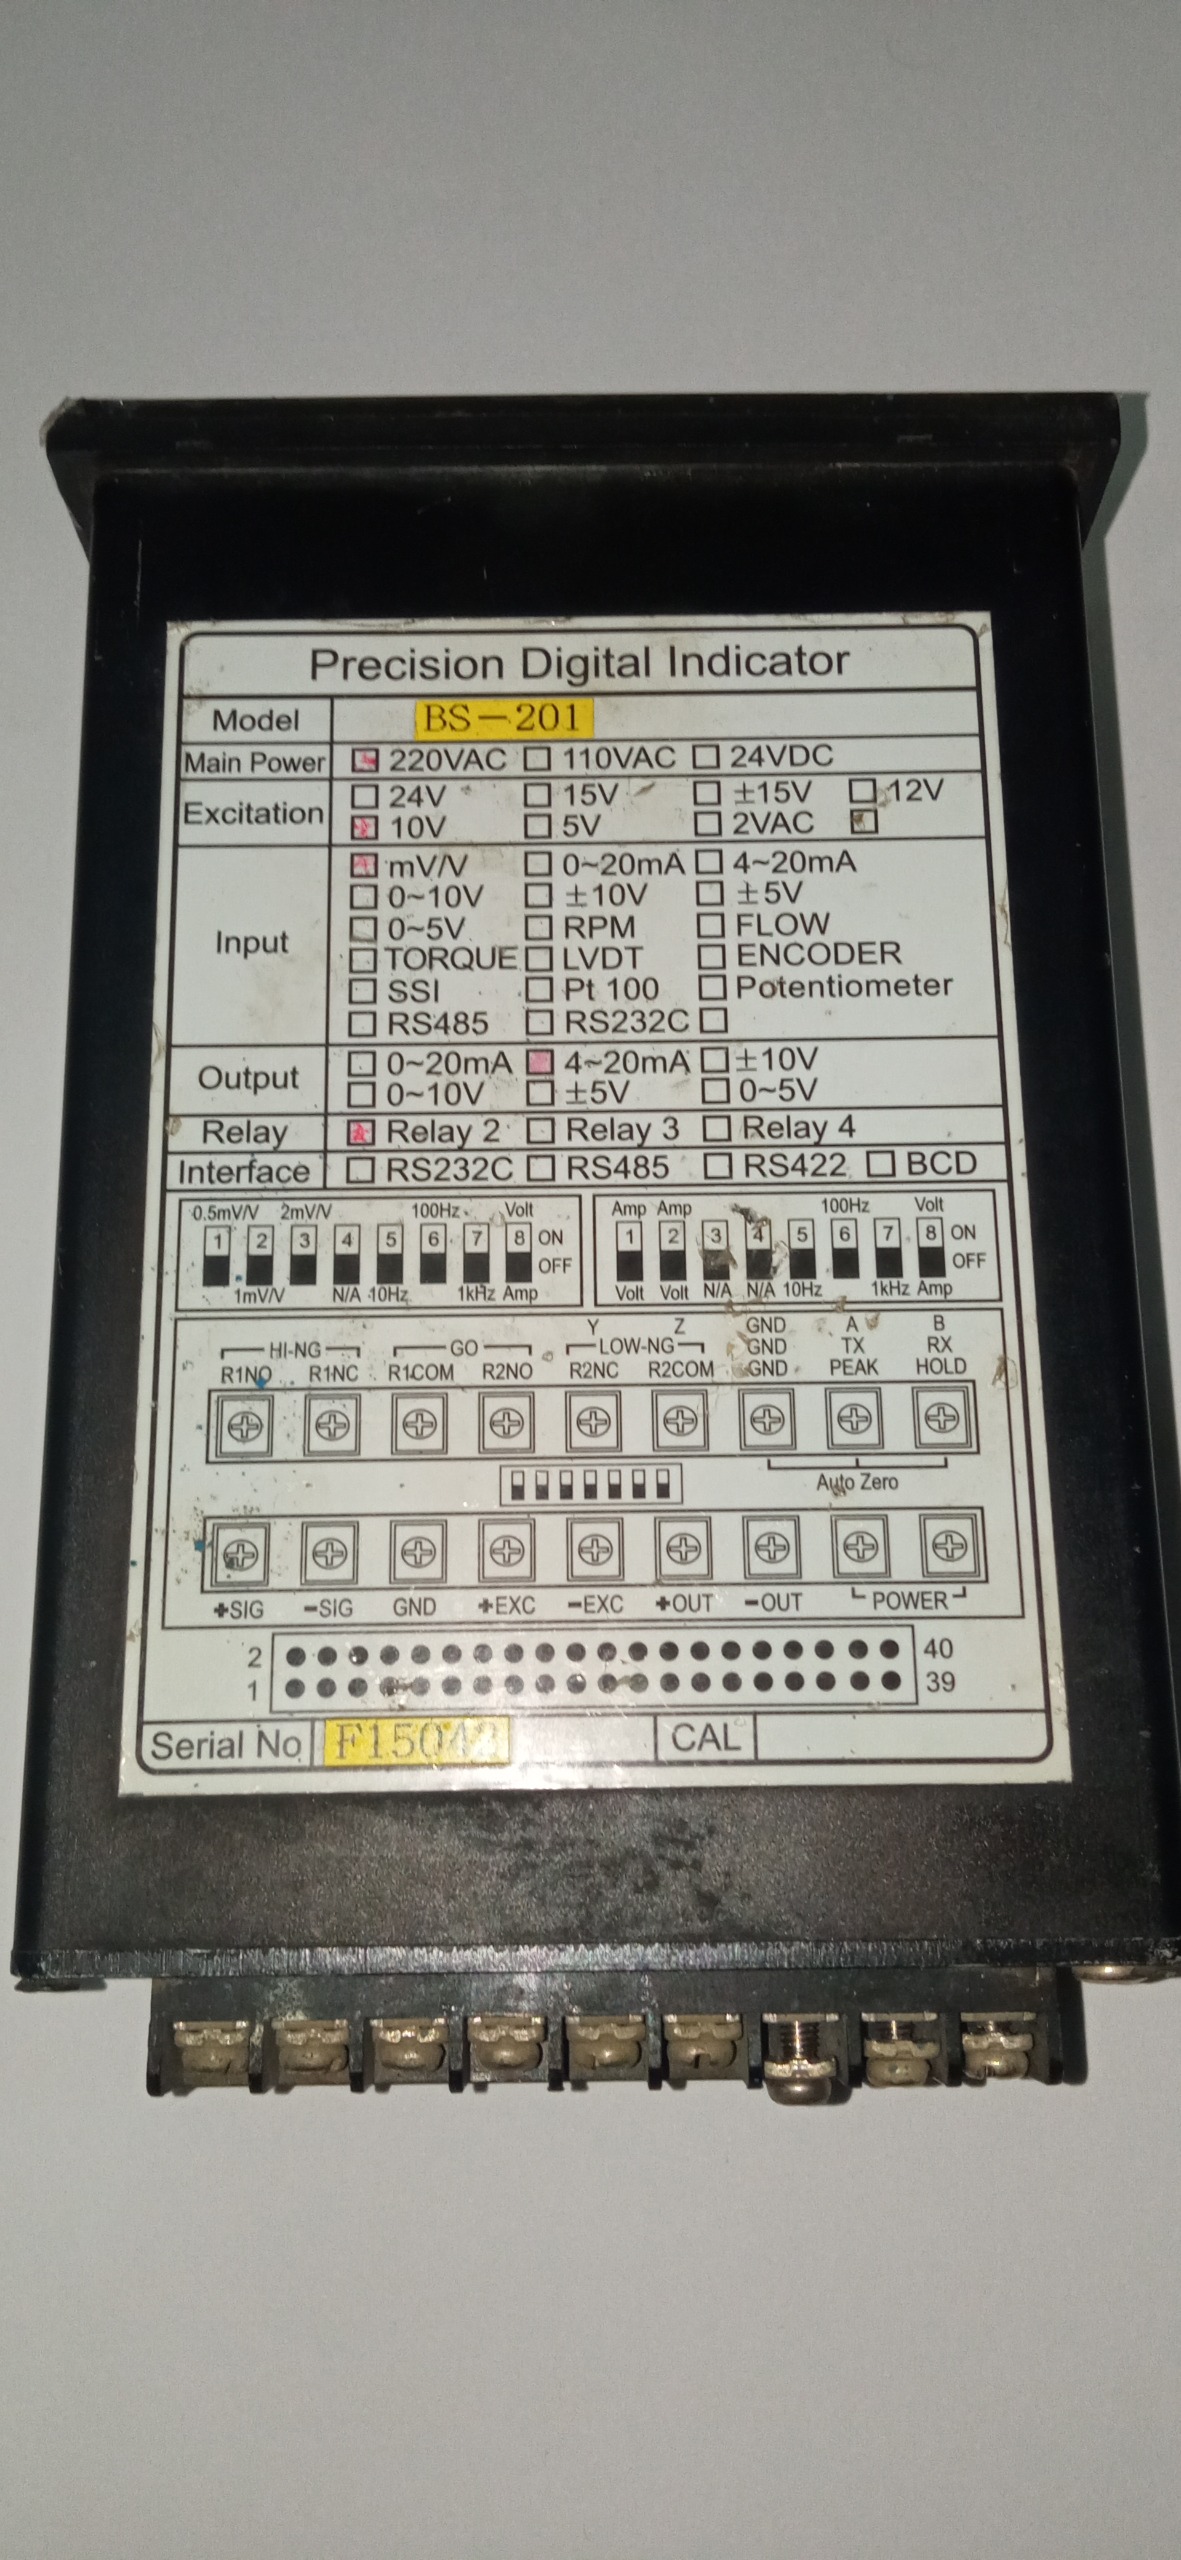 Precision Digital Indicator
Model BS-201
Main Power 220VAC 110VAC 24VDC
Excitation 24V 15V ±15V 12V
10V 5V 2VAC
Input mV/V 0~20mA 4~20mA
0~10V ±10V ±5V
0~5V RPM FLOW
TORQUE LVDT ENCODER
SSI Pt 100 Potentiometer
RS485 RS232C
Output 0~20mA 4~20mA ±10V
0~10V ±5V 0~5V
Relay Relay 2 Relay 3 Relay 4
Interface RS232C RS485 RS422 BCD
0.5mV/V 2mV/V 100Hz Volt
1 2 3 4 5 6 7 8 ON
OFF
1mV/V N/A 10Hz 1kHz Amp
Amp Amp 100Hz Volt
1 2 3 4 5 6 7 8 ON
OFF
Volt Volt N/A N/A 10Hz 1kHz Amp
Y Z GND A B
HI-NG GO LOW-NG GND TX RX
R1NO R1NC R1COM R2NO R2NC R2COM GND PEAK HOLD
Auto Zero
+SIG -SIG GND +EXC -EXC +OUT -OUT POWER
2 40
1 39
Serial No F15042 CAL